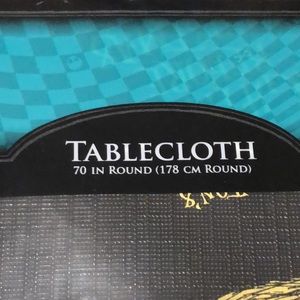 TABLECLOTH
70 IN ROUND (178 CM ROUND)